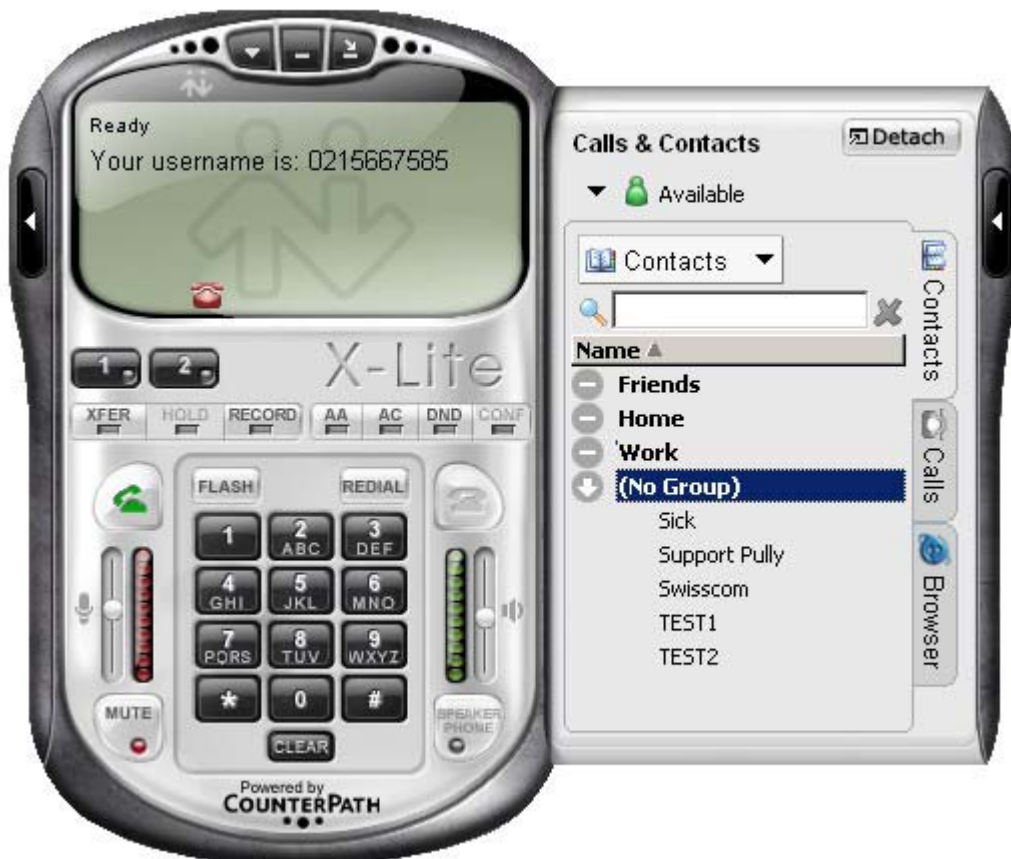 Ready
Your username is: 0215667585
1 2
X-Lite
XFER HOLD RECORD AA AC DND CONF
FLASH REDIAL
1 2 3
ABC DEF
4 5 6
GHI JKL MNO
7 8 9
PQRS TUV WXYZ
* 0 #
CLEAR
MUTE
SPEAKER
PHONE
Powered by
COUNTERPATH
Calls & Contacts
Detach
Available
Contacts
Name
Friends
Home
Work
(No Group)
Sick
Support Pully
Swisscom
TEST1
TEST2
Contacts
Calls
Browser